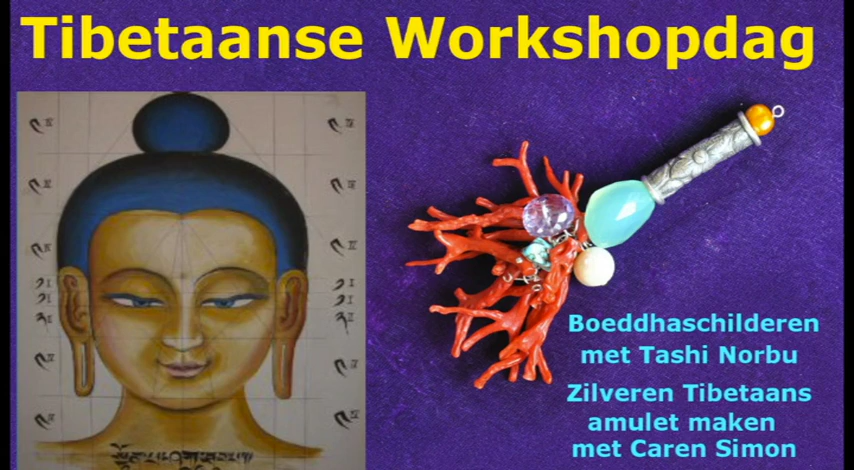 Tibetaanse Workshopdag
Boeddhaschilderen
met Tashi Norbu
Zilveren Tibetaans
amulet maken
met Caren Simon